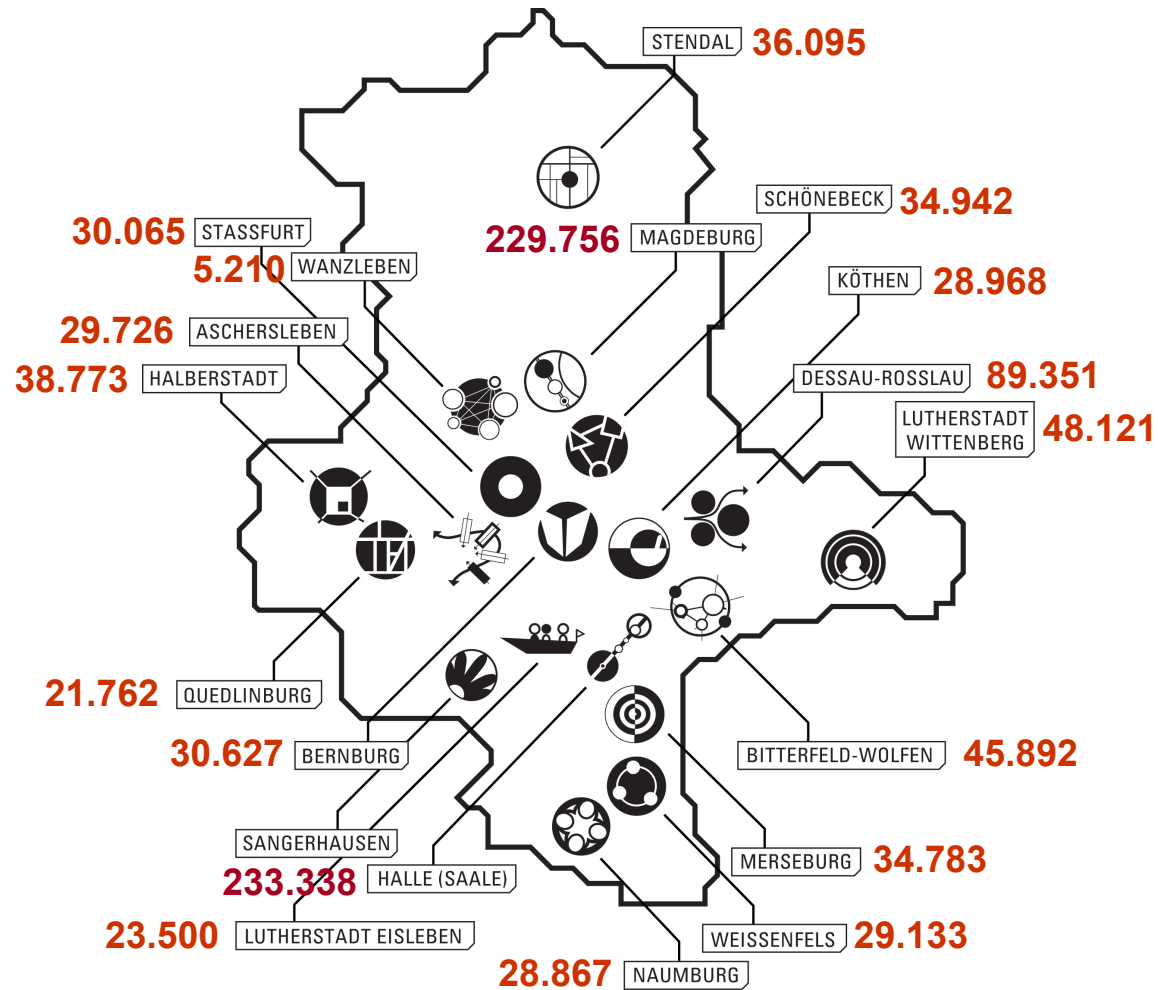 STENDAL 36.095
SCHÖNEBECK 34.942
30.065 STASSFURT
229.756 MAGDEBURG
5.210 WANZLEBEN
KÖTHEN 28.968
29.726 ASCHERSLEBEN
38.773 HALBERSTADT
DESSAU-ROSSLAU 89.351
LUTHERSTADT
WITTENBERG 48.121
21.762 QUEDLINBURG
30.627 BERNBURG
BITTERFELD-WOLFEN 45.892
SANGERHAUSEN
MERSEBURG 34.783
233.338 HALLE (SAALE)
23.500 LUTHERSTADT EISLEBEN
WEISSENFELS 29.133
28.867 NAUMBURG